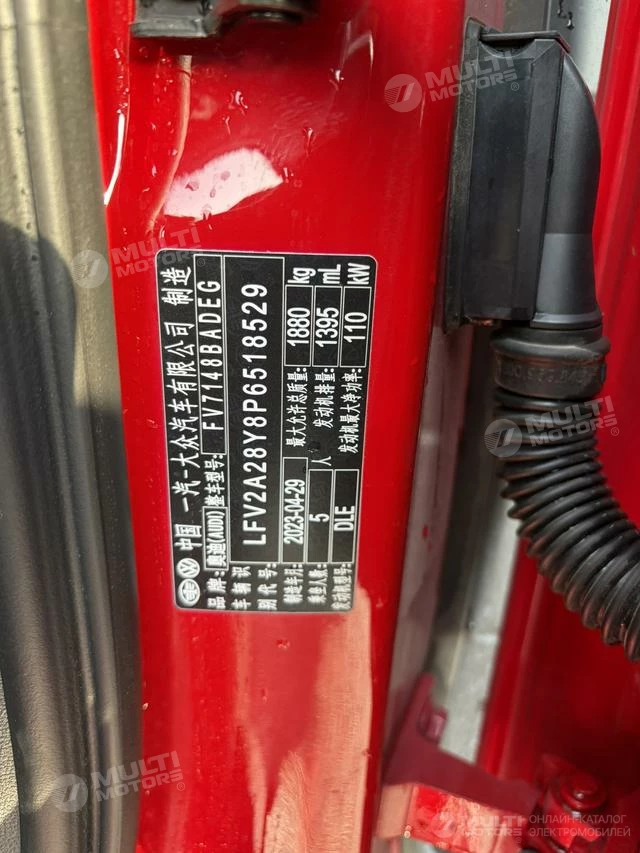 中国 一汽-大众汽车有限公司 制造
品牌: 奥迪(AUDI) 整车型号: FV7148BADEG
车辆识别代号: LFV2A28Y8P6518529
制造年月: 2023-04-29 最大允许总质量: 1880 kg
乘坐人数: 5 人 发动机排量: 1395 mL
发动机型号: DLE 发动机最大净功率: 110 kW
MULTI MOTORS®
MULTI MOTORS®
MULTI MOTORS®
MULTI MOTORS
ОНЛАЙН-КАТАЛОГ
ЭЛЕКТРОМОБИЛЕЙ